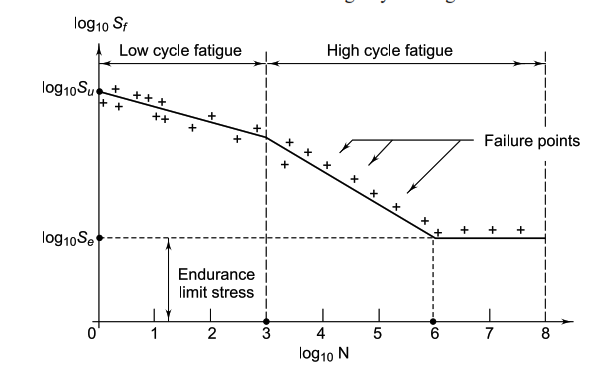 log10 Sf
Low cycle fatigue
High cycle fatigue
log10Su
Failure points
log10Se
Endurance
limit stress
0 1 2 3 4 5 6 7 8
log10 N